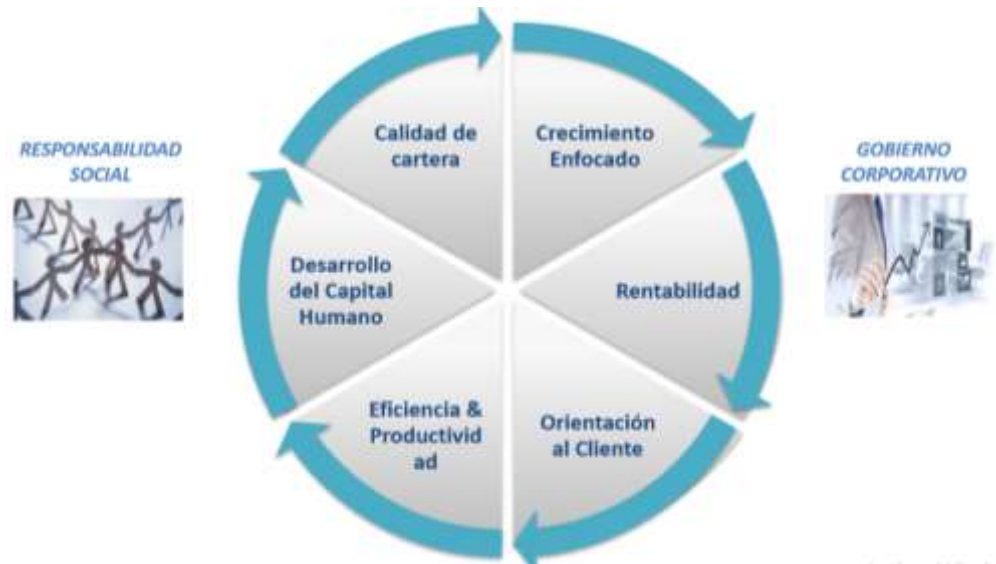 Calidad de
cartera
Crecimiento
Enfocado
RESPONSABILIDAD
SOCIAL
GOBIERNO
CORPORATIVO
Desarrollo
del Capital
Humano
Rentabilidad
Eficiencia &
Productivid
ad
Orientación
al Cliente